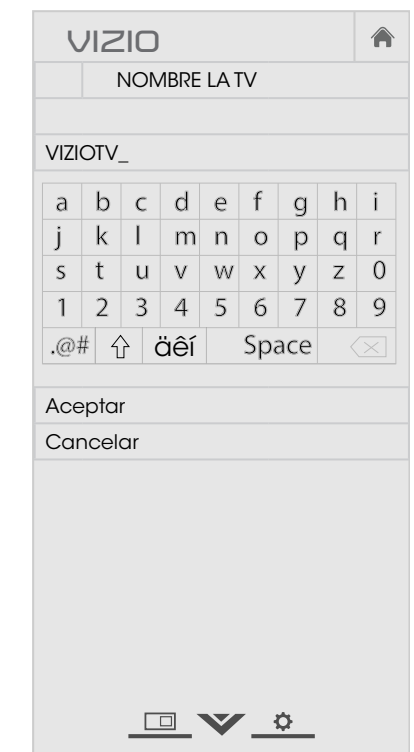 VIZIO
NOMBRE LA TV
VIZIOTV_
a b c d e f g h i
j k l m n o p q r
s t u v w x y z 0
1 2 3 4 5 6 7 8 9
.@# äêí Space
Aceptar
Cancelar